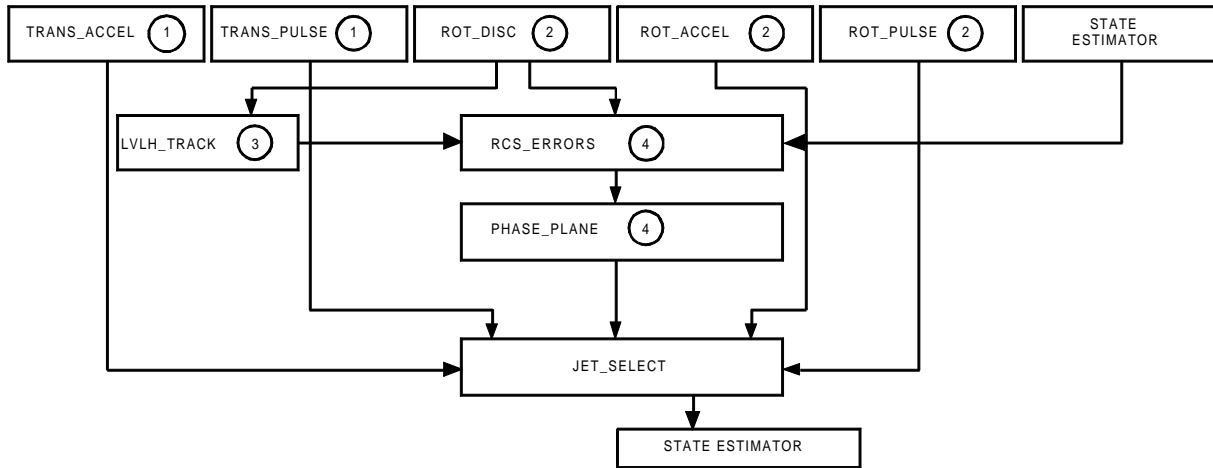 TRANS_ACCEL 1
TRANS_PULSE 1
ROT_DISC 2
ROT_ACCEL 2
ROT_PULSE 2
STATE
ESTIMATOR
LVLH_TRACK 3
RCS_ERRORS 4
PHASE_PLANE 4
JET_SELECT
STATE ESTIMATOR